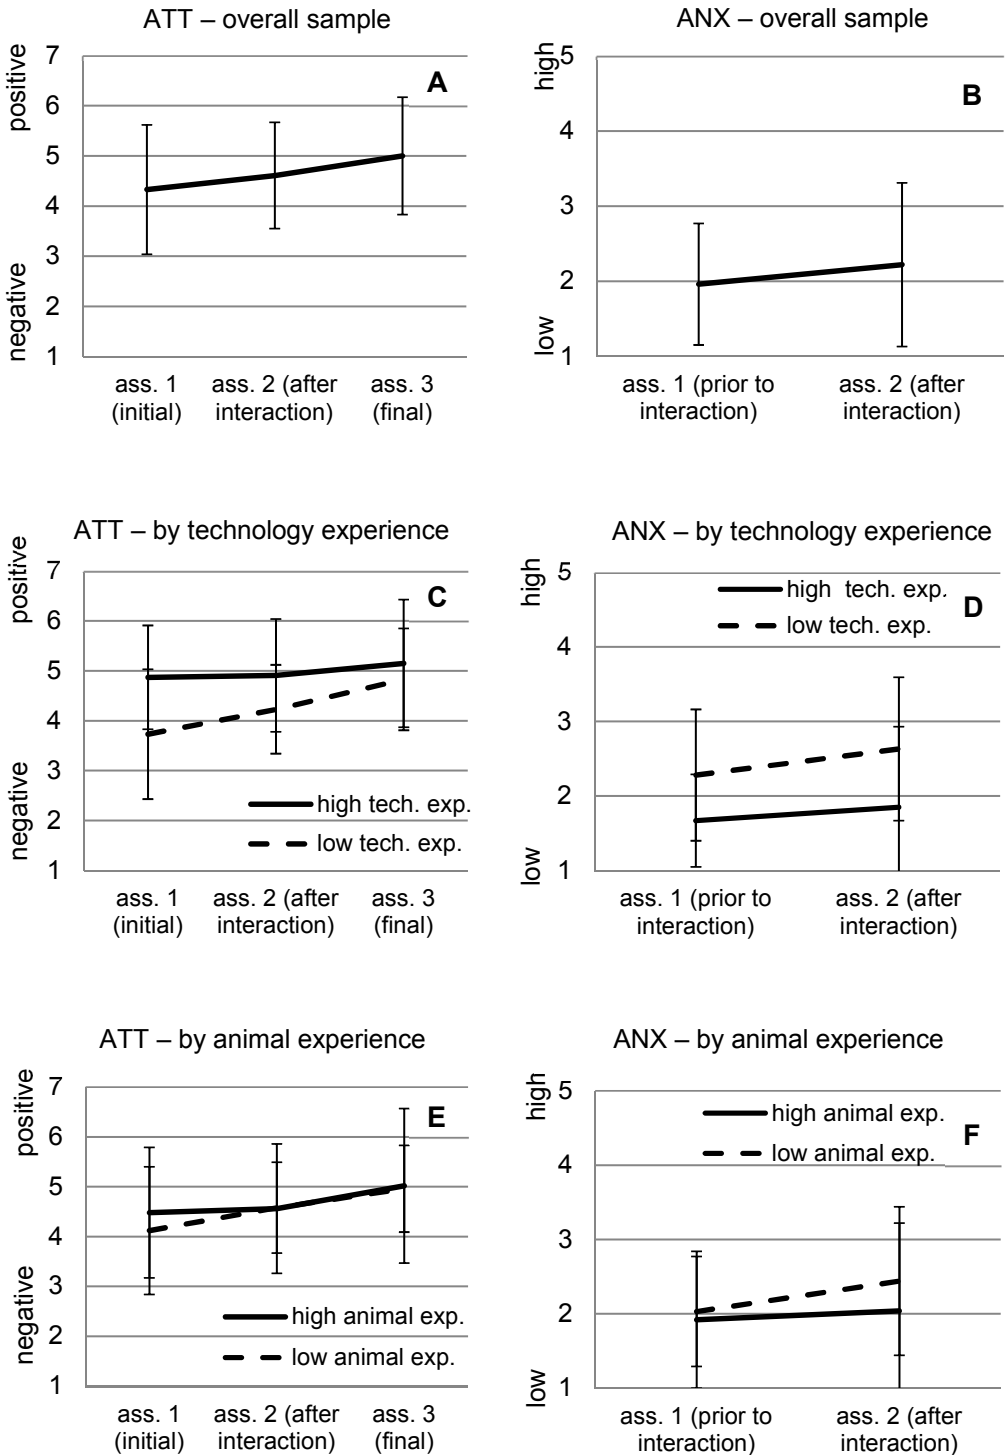 ATT – overall sample
positive
negative
7
6
5
4
3
2
1
A
ass. 1
(initial)
ass. 2 (after
interaction)
ass. 3
(final)
ANX – overall sample
high
low
5
4
3
2
1
B
ass. 1 (prior to
interaction)
ass. 2 (after
interaction)
ATT – by technology experience
positive
negative
7
6
5
4
3
2
1
C
high tech. exp.
low tech. exp.
ass. 1
(initial)
ass. 2 (after
interaction)
ass. 3
(final)
ANX – by technology experience
high
low
5
4
3
2
1
high  tech. exp.
low tech. exp.
D
ass. 1 (prior to
interaction)
ass. 2 (after
interaction)
ATT – by animal experience
positive
negative
7
6
5
4
3
2
1
E
high animal exp.
low animal exp.
ass. 1
(initial)
ass. 2 (after
interaction)
ass. 3
(final)
ANX – by animal experience
high
low
5
4
3
2
1
high animal exp.
low animal exp.
F
ass. 1 (prior to
interaction)
ass. 2 (after
interaction)